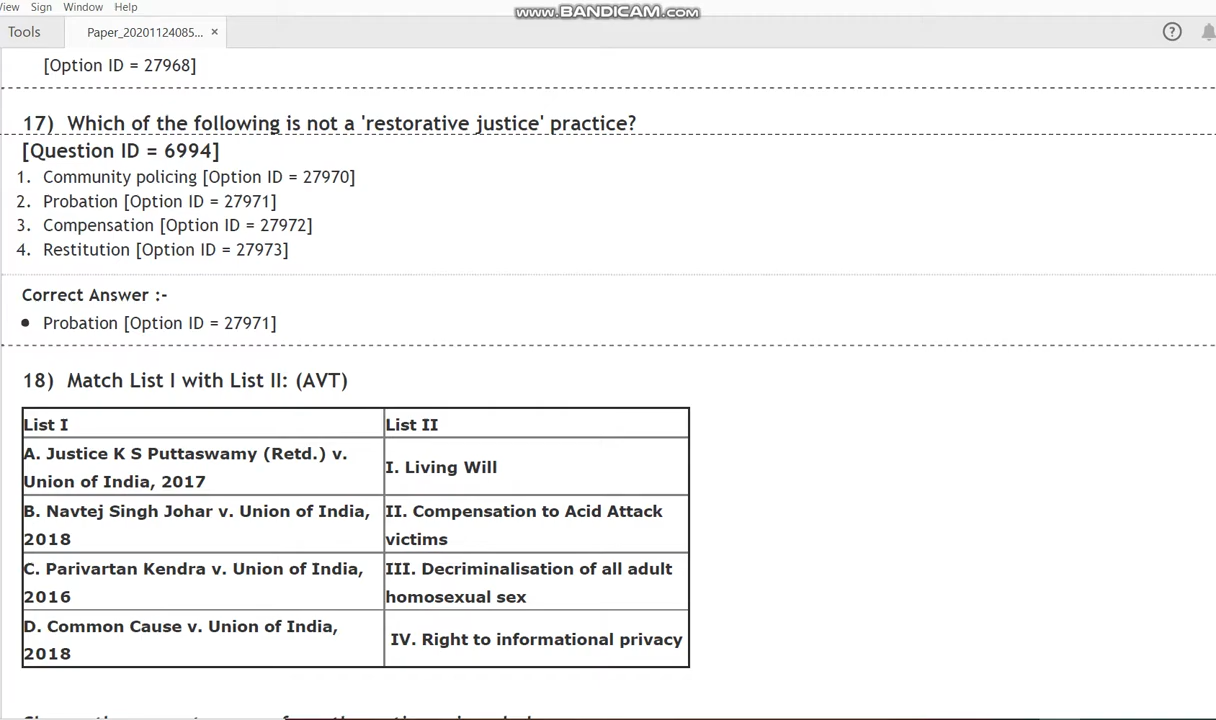 View Sign Window Help
www.BANDICAM.com
Tools Paper_20201124085... ×
[Option ID = 27968]
17) Which of the following is not a 'restorative justice' practice?
[Question ID = 6994]
1. Community policing [Option ID = 27970]
2. Probation [Option ID = 27971]
3. Compensation [Option ID = 27972]
4. Restitution [Option ID = 27973]
Correct Answer :-
• Probation [Option ID = 27971]
18) Match List I with List II: (AVT)
List I List II
A. Justice K S Puttaswamy (Retd.) v.
Union of India, 2017
I. Living Will
B. Navtej Singh Johar v. Union of India,
2018
II. Compensation to Acid Attack
victims
C. Parivartan Kendra v. Union of India,
2016
III. Decriminalisation of all adult
homosexual sex
D. Common Cause v. Union of India,
2018
IV. Right to informational privacy